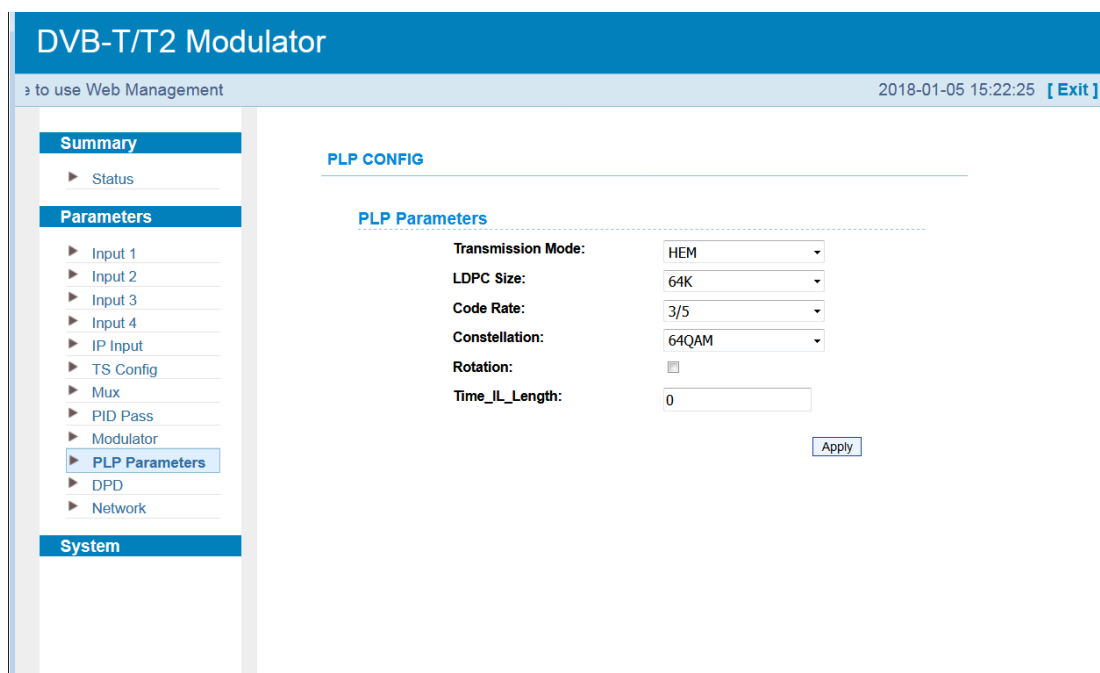 DVB-T/T2 Modulator
to use Web Management
2018-01-05 15:22:25 [ Exit ]
Summary
Status
Parameters
Input 1
Input 2
Input 3
Input 4
IP Input
TS Config
Mux
PID Pass
Modulator
PLP Parameters
DPD
Network
System
PLP CONFIG
PLP Parameters
Transmission Mode: HEM
LDPC Size: 64K
Code Rate: 3/5
Constellation: 64QAM
Rotation:
Time_IL_Length: 0
Apply